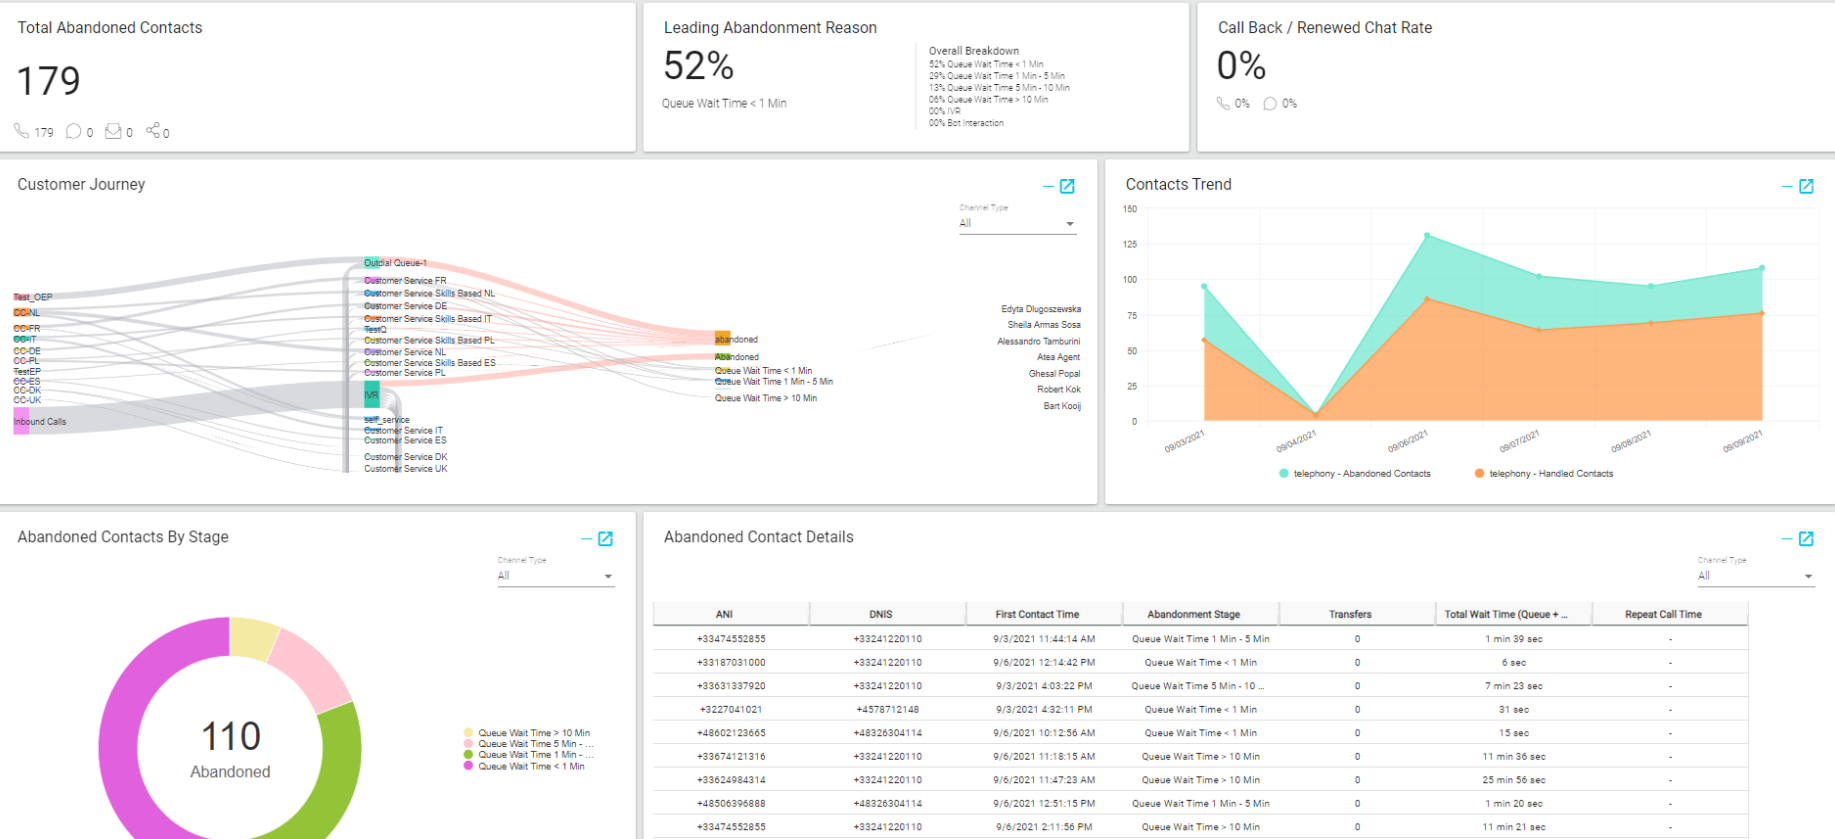 Total Abandoned Contacts
179
179 0 0 0
Leading Abandonment Reason
52%
Queue Wait Time < 1 Min
Overall Breakdown
52% Queue Wait Time < 1 Min
29% Queue Wait Time 1 Min - 5 Min
13% Queue Wait Time 5 Min - 10 Min
06% Queue Wait Time > 10 Min
00% IVR
00% Bot Interaction
Call Back / Renewed Chat Rate
0%
0% 0%
Customer Journey
Channel Type
All
Test_OEP
CC-NL
CC-FR
CC-IT
CC-DE
CC-PL
TestEP
CC-ES
CC-DK
CC-UK
Inbound Calls
Outdial Queue-1
Customer Service FR
Customer Service Skills Based NL
Customer Service DE
Customer Service Skills Based IT
TestQ
Customer Service Skills Based PL
Customer Service NL
Customer Service Skills Based ES
Customer Service PL
IVR
self_service
Customer Service IT
Customer Service ES
Customer Service DK
Customer Service UK
abandoned
Abandoned
Queue Wait Time < 1 Min
Queue Wait Time 1 Min - 5 Min
Queue Wait Time > 10 Min
Edyta Dlugoszewska
Sheila Armas Sosa
Alessandro Tamburini
Atea Agent
Ghesal Popal
Robert Kok
Bart Kooij
Contacts Trend
150
125
100
75
50
25
0
09/03/2021
09/04/2021
09/06/2021
09/07/2021
09/08/2021
09/09/2021
telephony - Abandoned Contacts
telephony - Handled Contacts
Abandoned Contacts By Stage
Channel Type
All
110
Abandoned
Queue Wait Time > 10 Min
Queue Wait Time 5 Min - ...
Queue Wait Time 1 Min - ...
Queue Wait Time < 1 Min
Abandoned Contact Details
Channel Type
All
ANI DNIS First Contact Time Abandonment Stage Transfers Total Wait Time (Queue + ... Repeat Call Time
+33474552855 +33241220110 9/3/2021 11:44:14 AM Queue Wait Time 1 Min - 5 Min 0 1 min 39 sec -
+33187031000 +33241220110 9/6/2021 12:14:42 PM Queue Wait Time < 1 Min 0 6 sec -
+33631337920 +33241220110 9/3/2021 4:03:22 PM Queue Wait Time 5 Min - 10 ... 0 7 min 23 sec -
+3227041021 +4578712148 9/3/2021 4:32:11 PM Queue Wait Time < 1 Min 0 31 sec -
+48602123665 +48326304114 9/6/2021 10:12:56 AM Queue Wait Time < 1 Min 0 15 sec -
+33674121316 +33241220110 9/6/2021 11:18:15 AM Queue Wait Time > 10 Min 0 11 min 36 sec -
+33624984314 +33241220110 9/6/2021 11:47:23 AM Queue Wait Time > 10 Min 0 25 min 56 sec -
+48506396888 +48326304114 9/6/2021 12:51:15 PM Queue Wait Time 1 Min - 5 Min 0 1 min 20 sec -
+33474552855 +33241220110 9/6/2021 2:11:56 PM Queue Wait Time > 10 Min 0 11 min 21 sec -